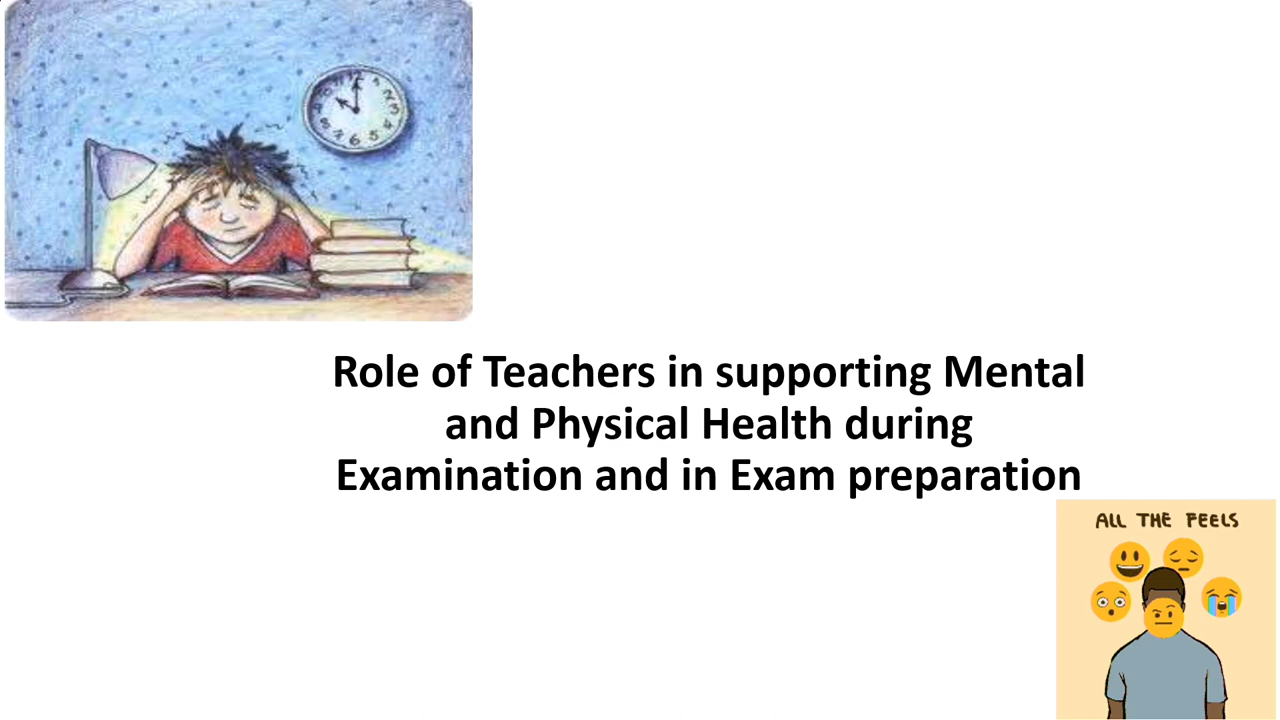 Role of Teachers in supporting Mental
and Physical Health during
Examination and in Exam preparation
ALL THE FEELS